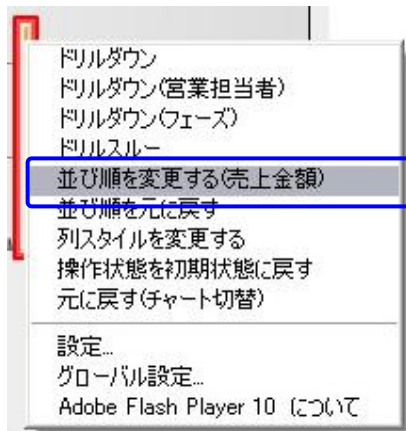 ドリルダウン
ドリルダウン(営業担当者)
ドリルダウン(フェーズ)
ドリルスルー
並び順を変更する(売上金額)
並び順を元に戻す
列スタイルを変更する
操作状態を初期状態に戻す
元に戻す(チャート切替)
設定...
グローバル設定...
Adobe Flash Player 10 について